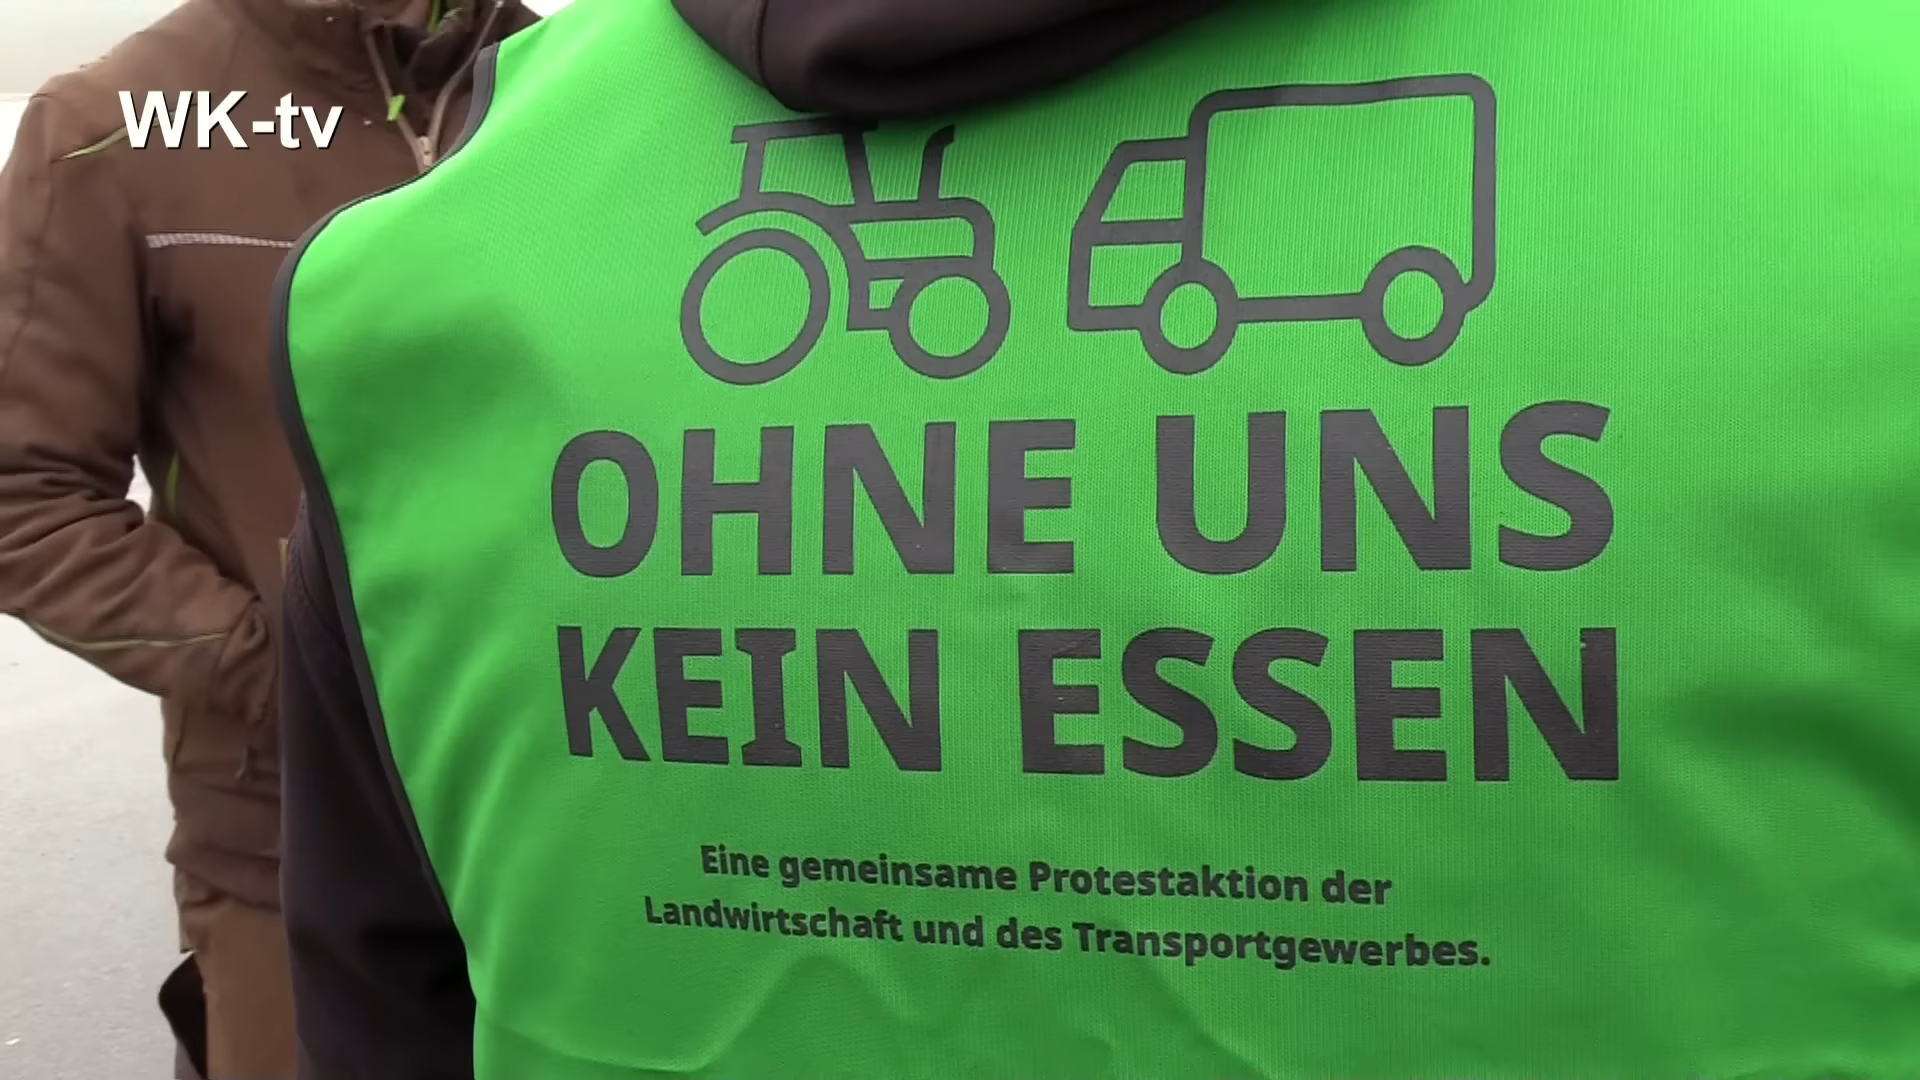 WK-tv
OHNE UNS
KEIN ESSEN
Eine gemeinsame Protestaktion der
Landwirtschaft und des Transportgewerbes.